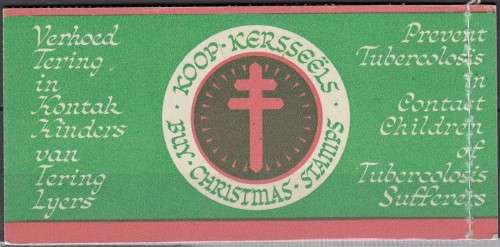 Verhoed
Tering
in
Kontak
Kinders
van
Tering
Lyers
KOOP·KERSSEËLS·
BUY·CHRISTMAS·STAMPS
Prevent
Tuberculosis
in
Contact
Children
of
Tuberculosis
Sufferers